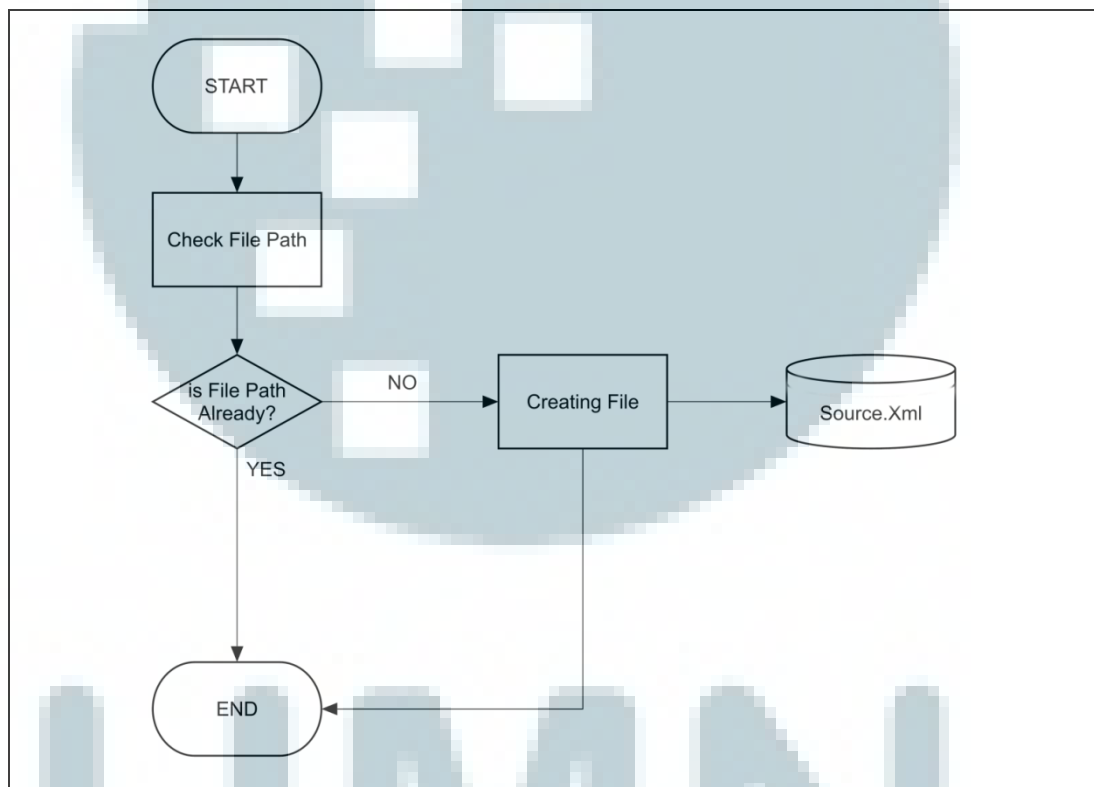 START
Check File Path
is File Path
Already?
NO
Creating File
Source.Xml
YES
END